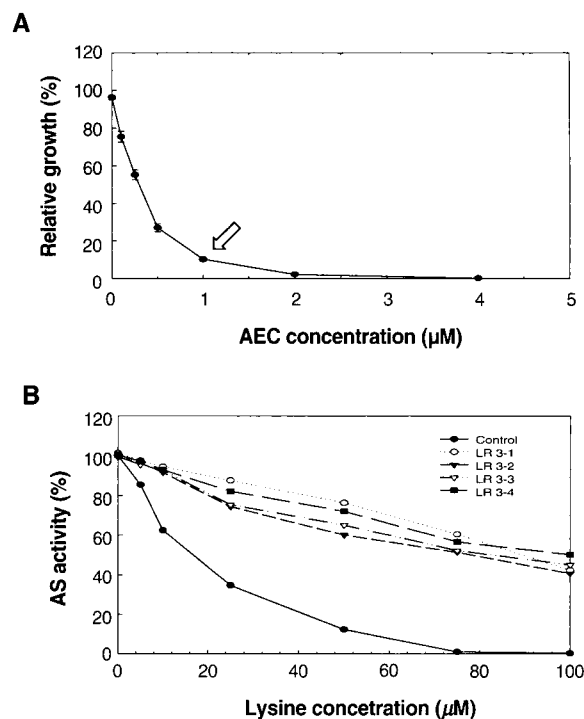 A
120
100
80
60
40
20
0
Relative growth (%)
0 1 2 3 4 5
AEC concentration (µM)
B
120
100
80
60
40
20
0
AS activity (%)
Control
LR 3-1
LR 3-2
LR 3-3
LR 3-4
0 20 40 60 80 100
Lysine concetration (µM)